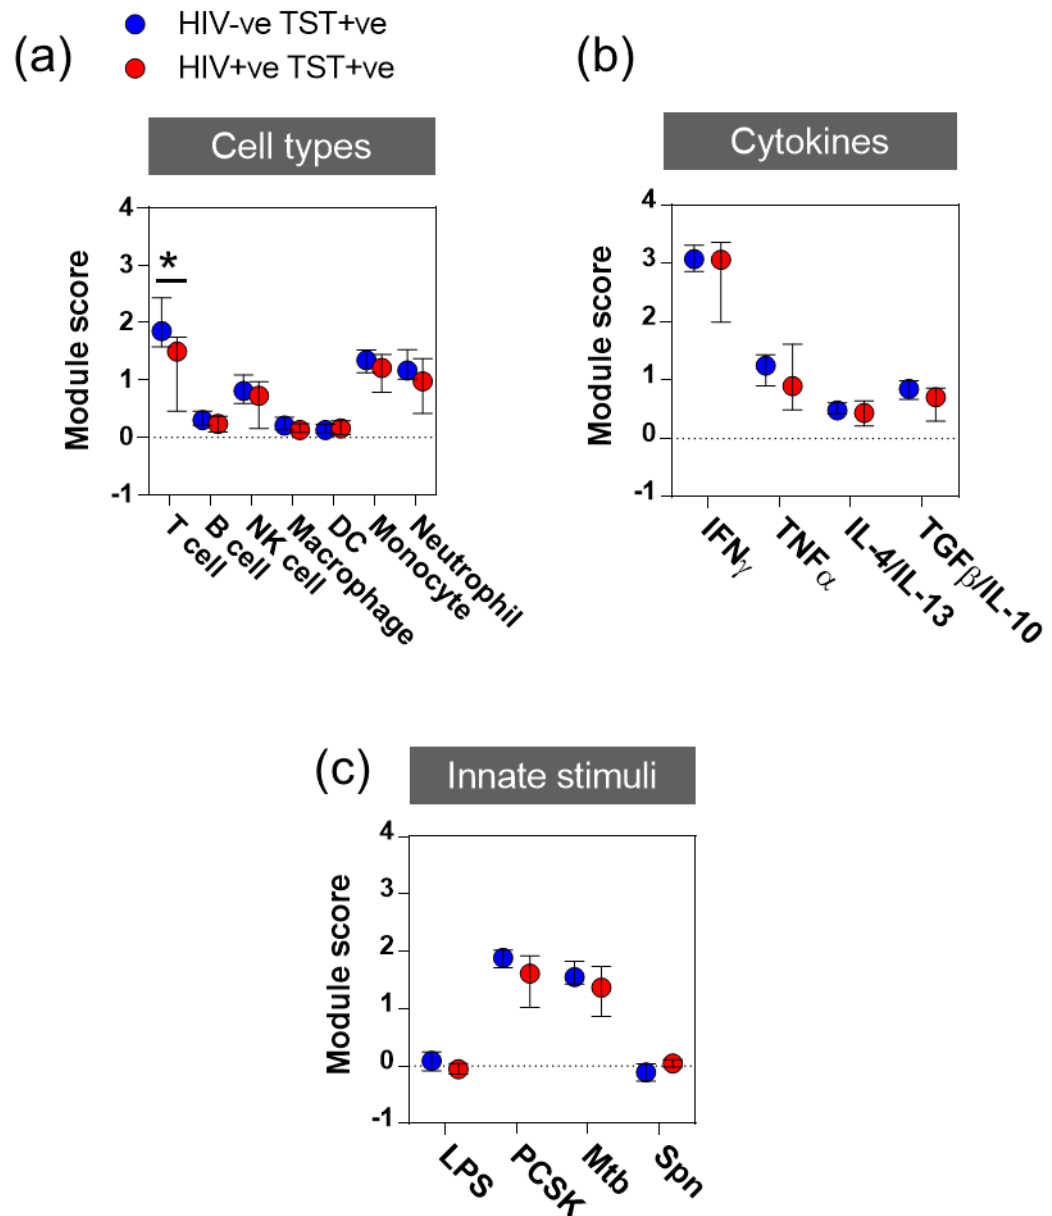 HIV-ve TST+ve
HIV+ve TST+ve
(a)
Cell types
Module score
4
3
2
1
0
-1
*
T cell
B cell
NK cell
Macrophage
DC
Monocyte
Neutrophil
(b)
Cytokines
Module score
4
3
2
1
0
-1
IFNγ
TNFα
IL-4/IL-13
TGFβ/IL-10
(c)
Innate stimuli
Module score
4
3
2
1
0
-1
LPS
PCSK
Mtb
Spn